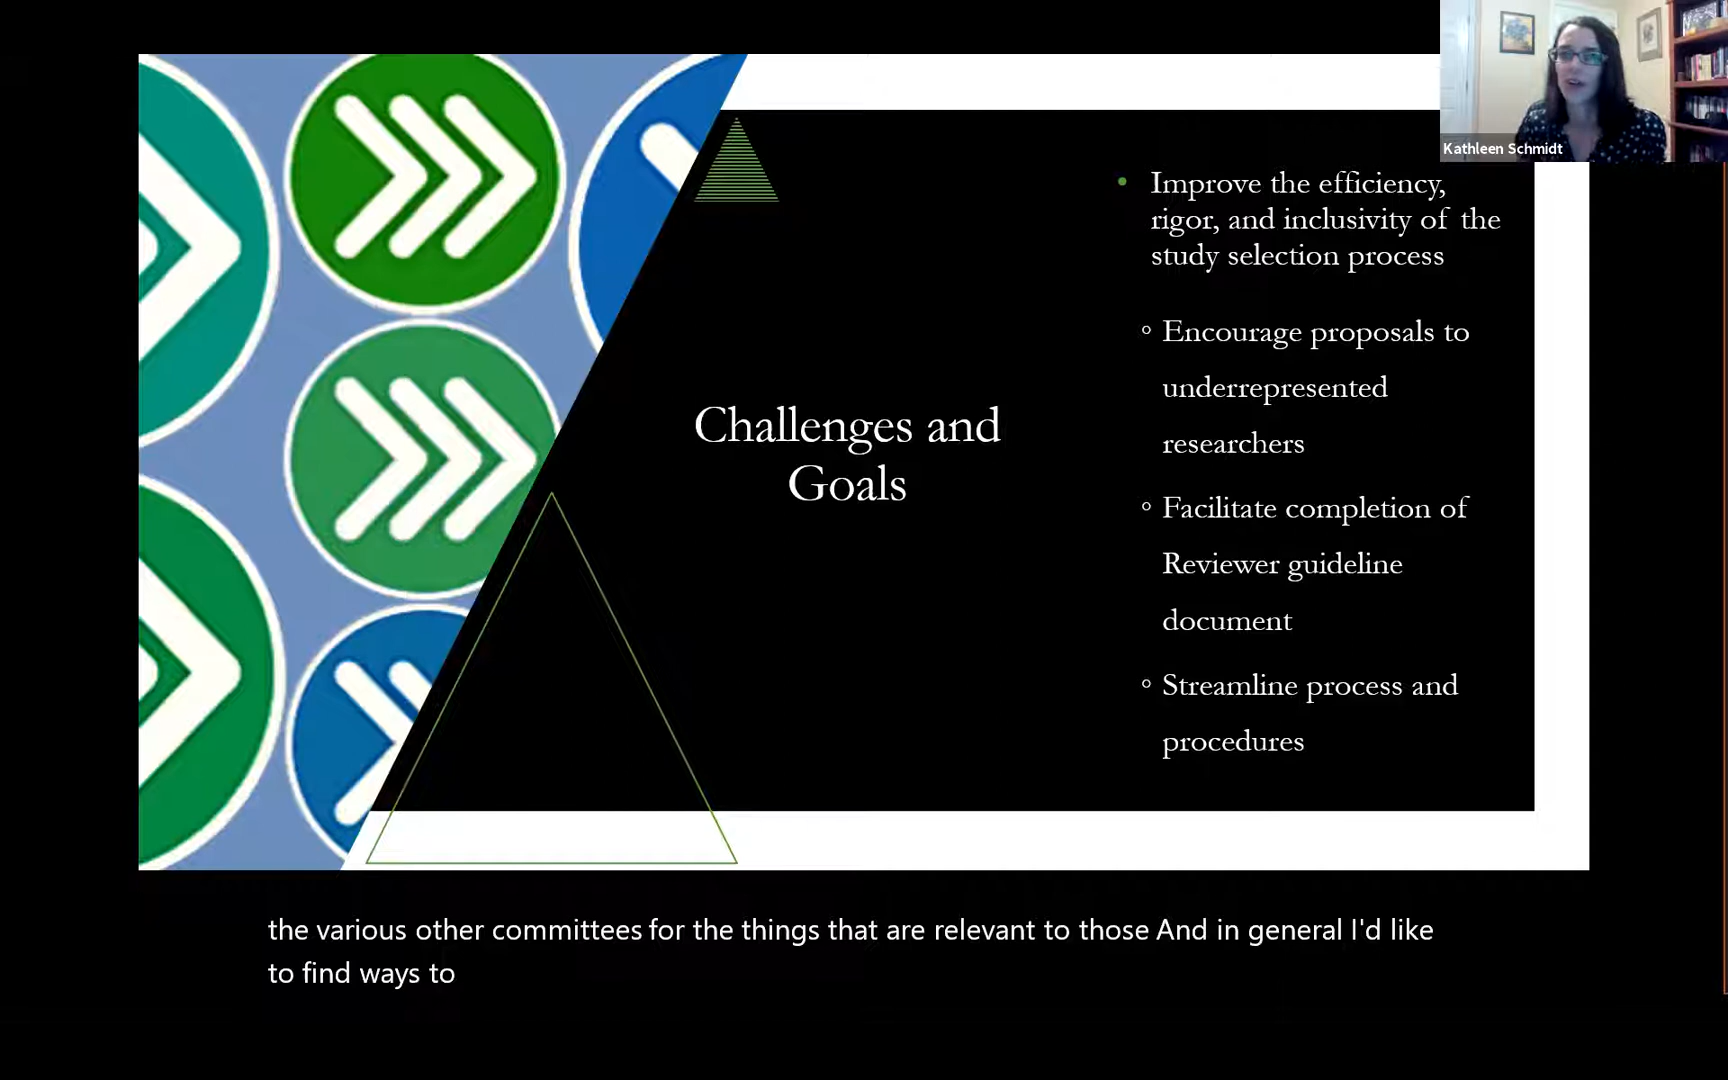 Kathleen Schmidt
Improve the efficiency,
rigor, and inclusivity of the
study selection process
Encourage proposals to
underrepresented
researchers
Challenges and
Goals
Facilitate completion of
Reviewer guideline
document
Streamline process and
procedures
the various other committees for the things that are relevant to those And in general I'd like
to find ways to